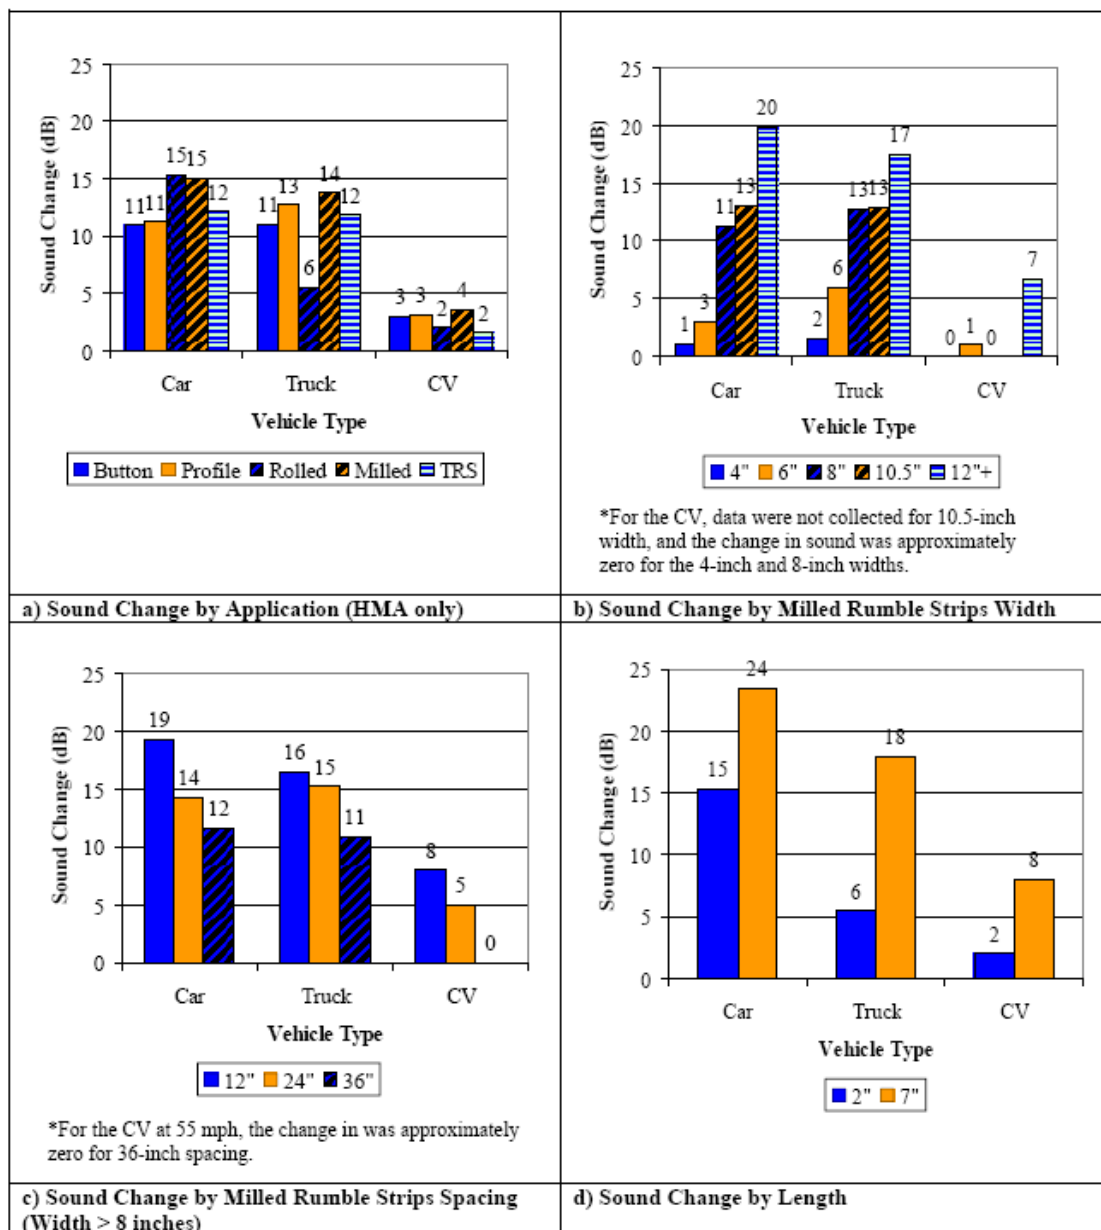 25
20
15
10
5
0
Sound Change (dB)
11 11 15 15 12
11 13 6 14 12
3 3 2 4 2
Car Truck CV
Vehicle Type
Button Profile Rolled Milled TRS
a) Sound Change by Application (HMA only)
25
20
15
10
5
0
Sound Change (dB)
1 3 11 13 20
2 6 13 13 17
0 1 0 7
Car Truck CV
Vehicle Type
4" 6" 8" 10.5" 12"+
*For the CV, data were not collected for 10.5-inch
width, and the change in sound was approximately
zero for the 4-inch and 8-inch widths.
b) Sound Change by Milled Rumble Strips Width
25
20
15
10
5
0
Sound Change (dB)
19 14 12
16 15 11
8 5 0
Car Truck CV
Vehicle Type
12" 24" 36"
*For the CV at 55 mph, the change in was approximately
zero for 36-inch spacing.
c) Sound Change by Milled Rumble Strips Spacing
(Width > 8 inches)
25
20
15
10
5
0
Sound Change (dB)
15 24
6 18
2 8
Car Truck CV
Vehicle Type
2" 7"
d) Sound Change by Length